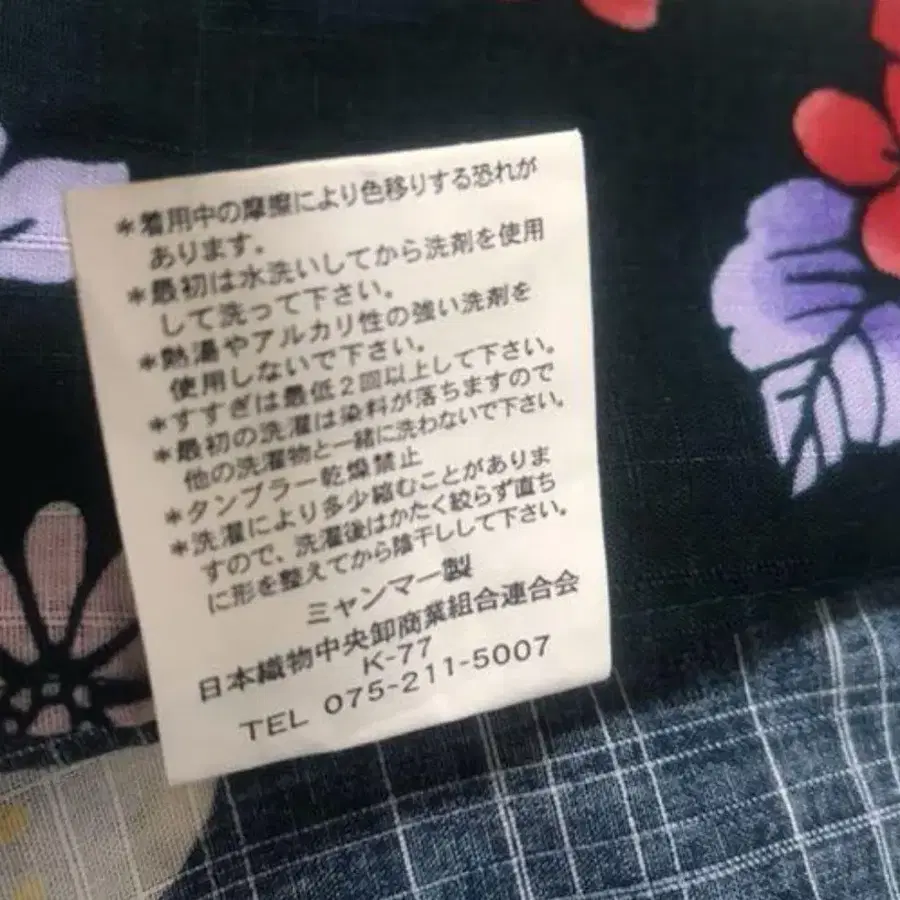 *着用中の摩擦により色移りする恐れが
あります。
*最初は水洗いしてから洗剤を使用
して洗って下さい。
*熱湯やアルカリ性の強い洗剤を
使用しないで下さい。
*すすぎは最低2回以上して下さい。
*最初の洗濯は染料が落ちますので
他の洗濯物と一緒に洗わないで下さい。
*タンブラー乾燥禁止
*洗濯により多少縮むことがありま
すので、洗濯後はかたく絞らず直ち
に形を整えてから陰干しして下さい。
ミャンマー製
日本織物中央卸商業組合連合会
K-77
TEL 075-211-5007